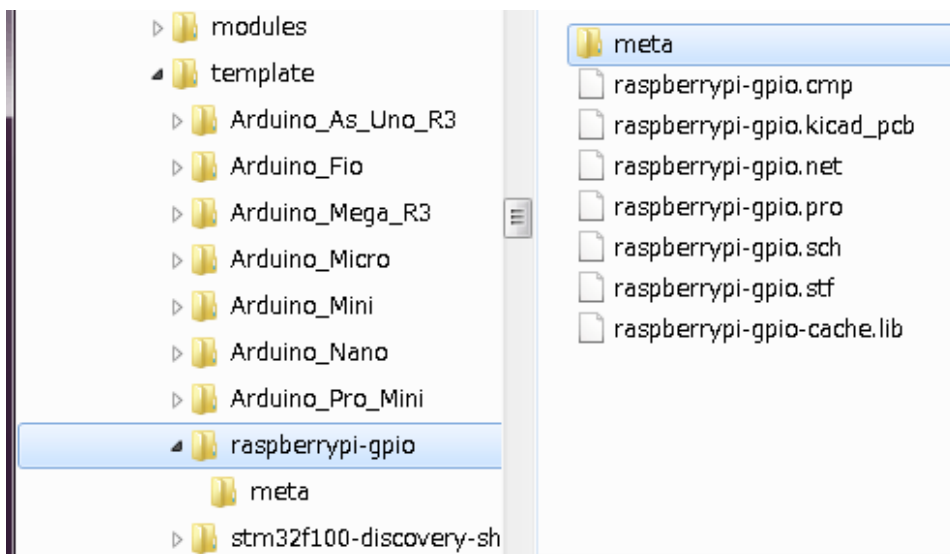 modules
template
Arduino_As_Uno_R3
Arduino_Fio
Arduino_Mega_R3
Arduino_Micro
Arduino_Mini
Arduino_Nano
Arduino_Pro_Mini
raspberrypi-gpio
meta
stm32f100-discovery-sh
meta
raspberrypi-gpio.cmp
raspberrypi-gpio.kicad_pcb
raspberrypi-gpio.net
raspberrypi-gpio.pro
raspberrypi-gpio.sch
raspberrypi-gpio.stf
raspberrypi-gpio-cache.lib